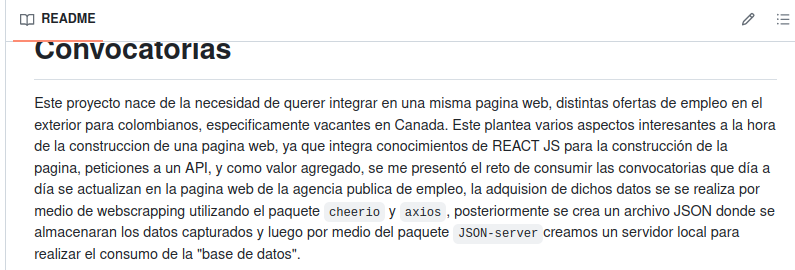 README
Convocatorias
Este proyecto nace de la necesidad de querer integrar en una misma pagina web, distintas ofertas de empleo en el
exterior para colombianos, especificamente vacantes en Canada. Este plantea varios aspectos interesantes a la hora
de la construccion de una pagina web, ya que integra conocimientos de REACT JS para la construcción de la
pagina, peticiones a un API, y como valor agregado, se me presentó el reto de consumir las convocatorias que día a
día se actualizan en la pagina web de la agencia publica de empleo, la adquision de dichos datos se se realiza por
medio de webscrapping utilizando el paquete cheerio y axios, posteriormente se crea un archivo JSON donde se
almacenaran los datos capturados y luego por medio del paquete JSON-server creamos un servidor local para
realizar el consumo de la "base de datos".